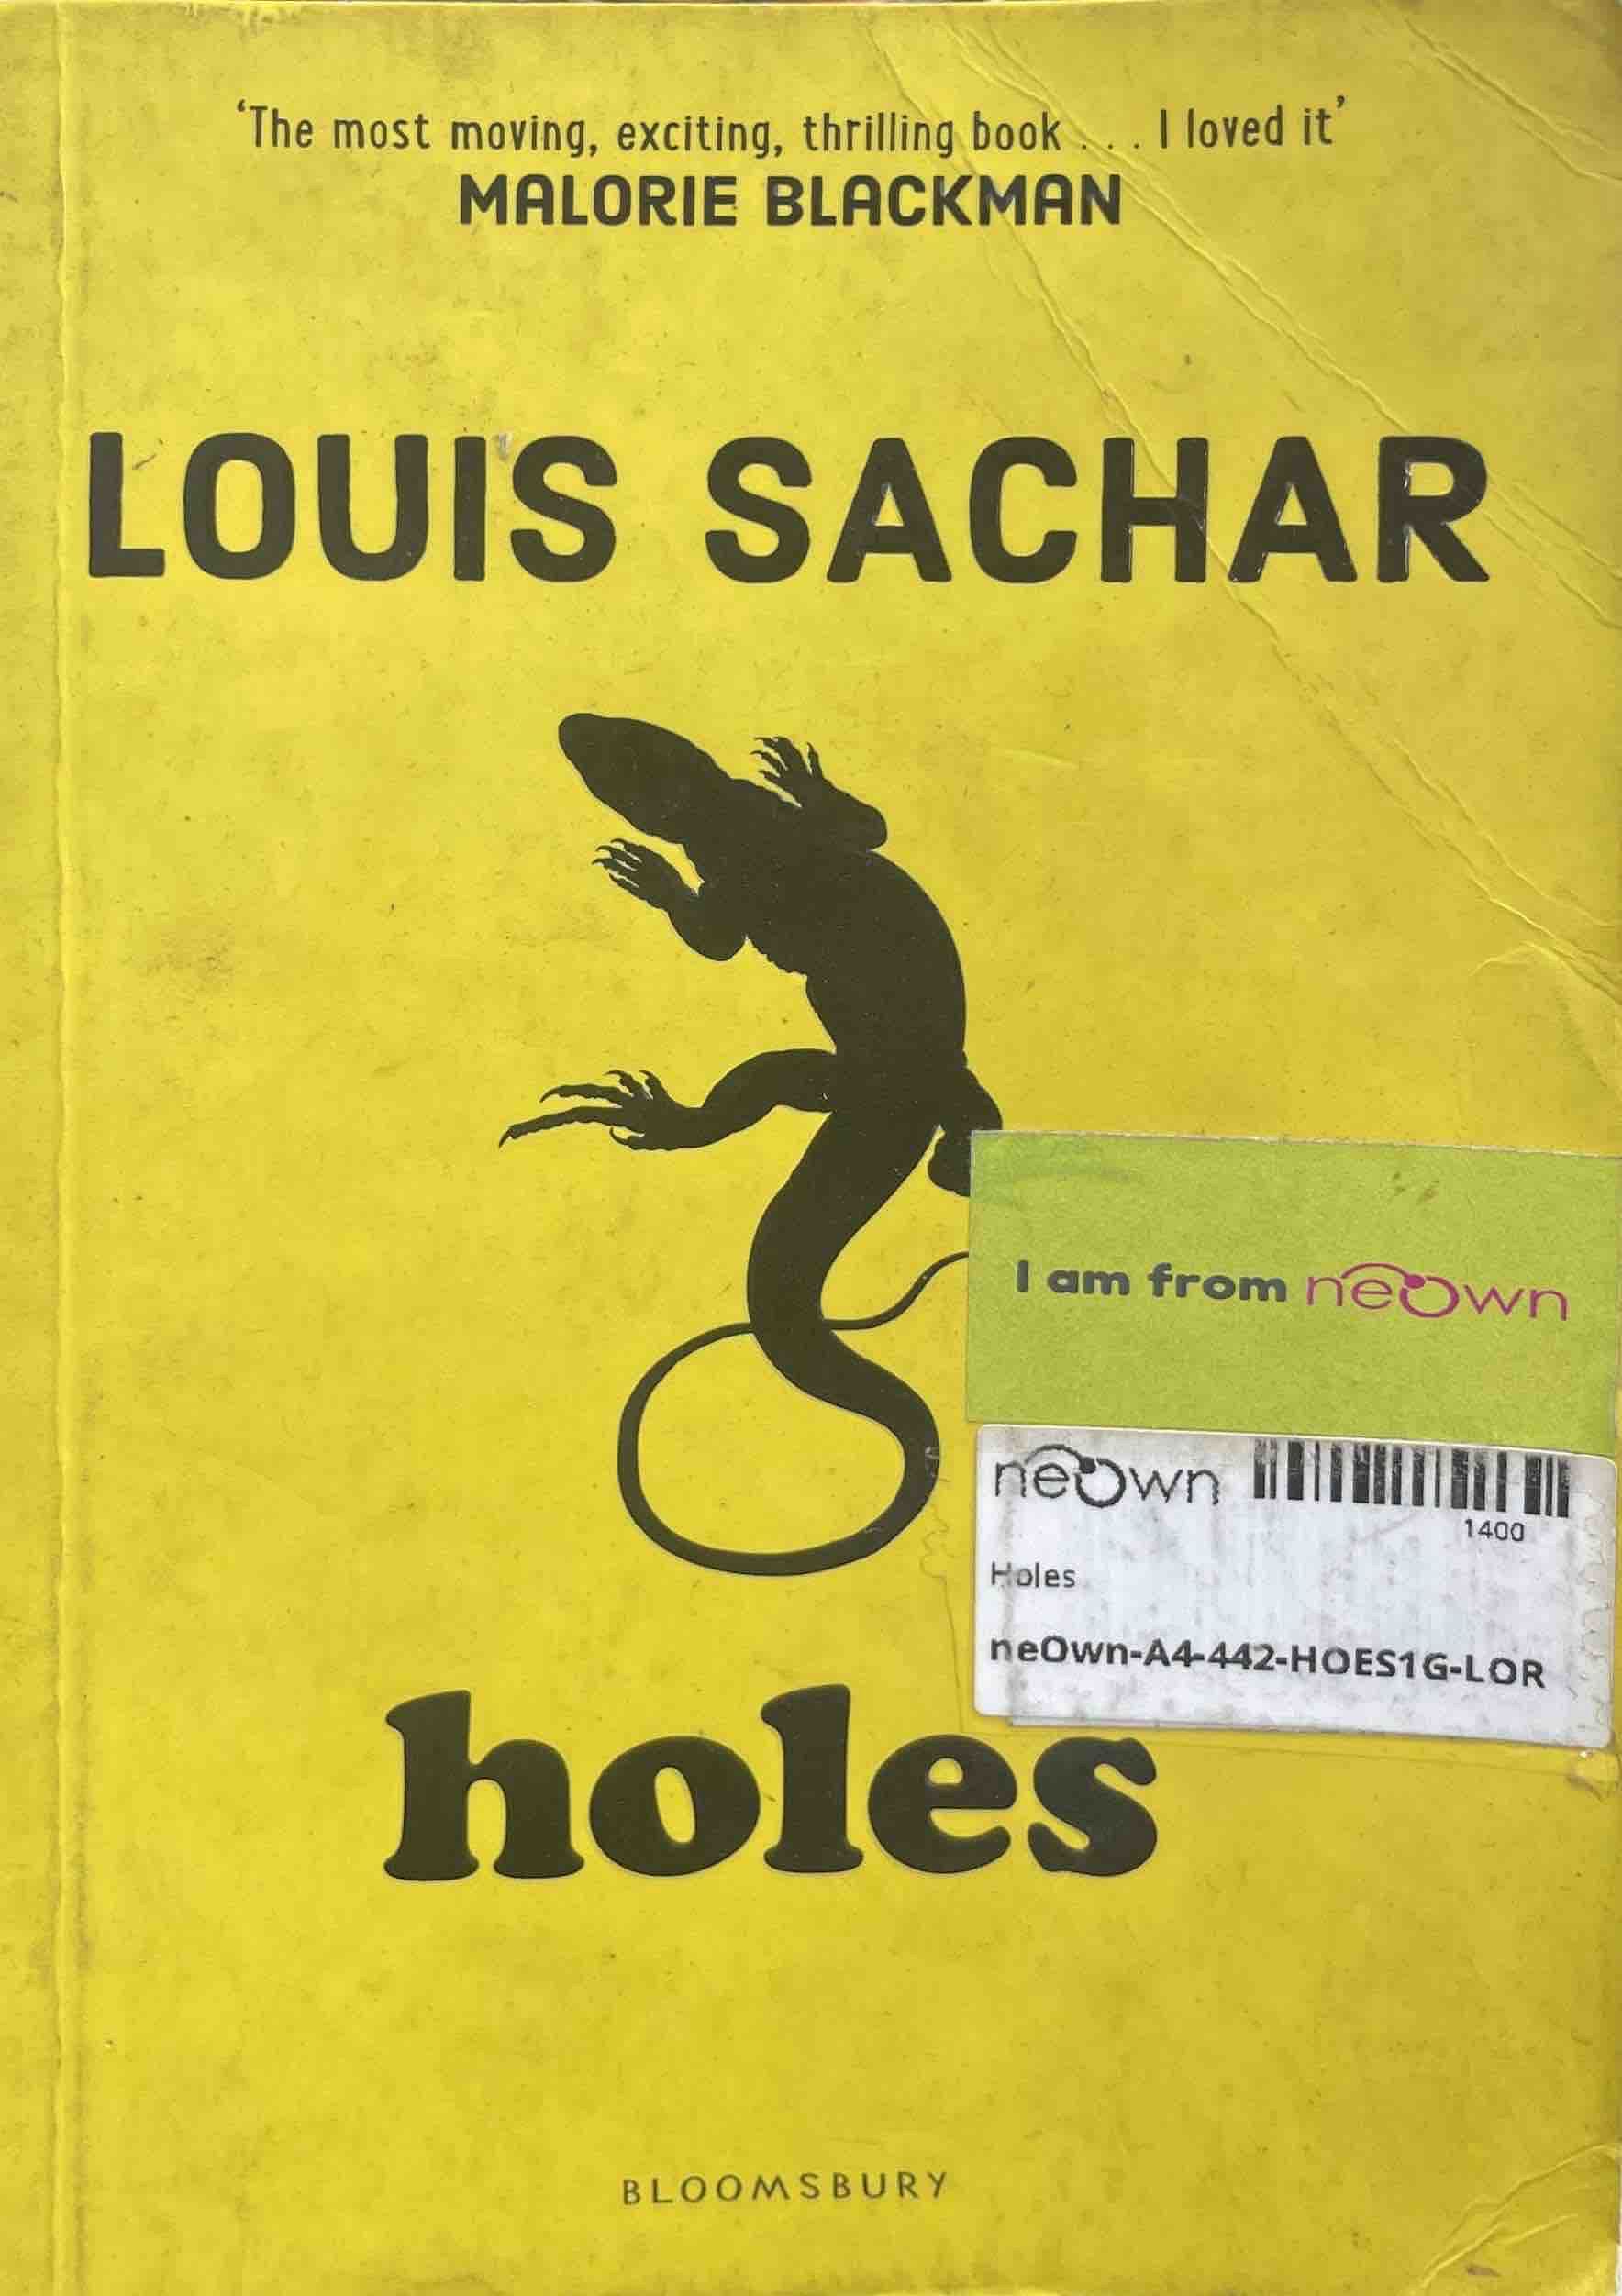 ‘The most moving, exciting, thrilling book . . . I loved it’
MALORIE BLACKMAN
LOUIS SACHAR
I am from neOwn
neOwn
1400
Holes
neOwn-A4-442-HOES1G-LOR
holes
BLOOMSBURY